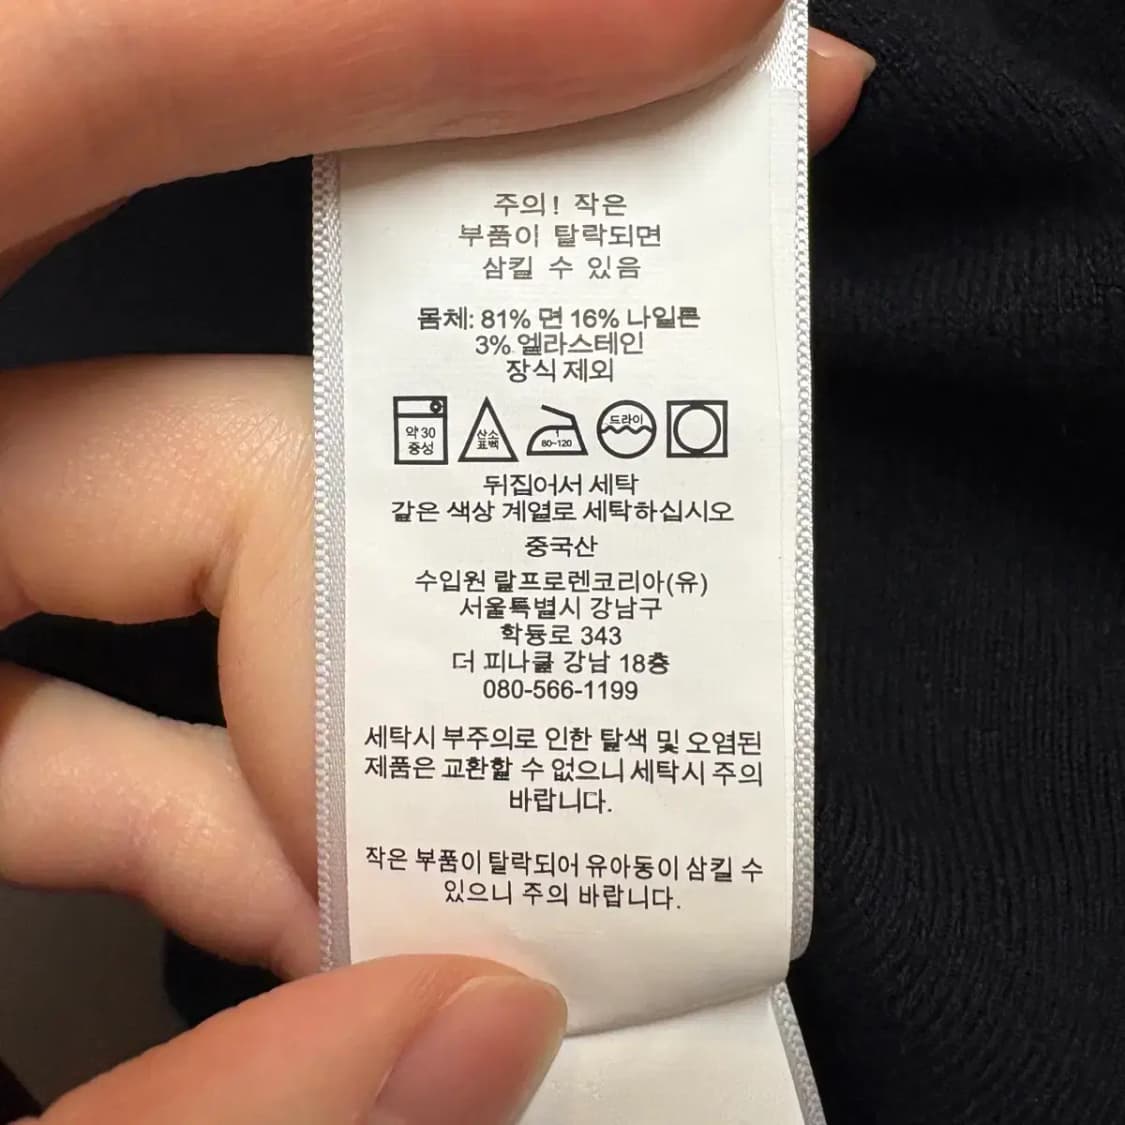 주의! 작은
부품이 탈락되면
삼킬 수 있음
몸체: 81% 면 16% 나일론
3% 엘라스테인
장식 제외
약 30
중성
산소
표백
1
80~120
드라이
뒤집어서 세탁
같은 색상 계열로 세탁하십시오
중국산
수입원 랄프로렌코리아(유)
서울특별시 강남구
학동로 343
더 피나클 강남 18층
080-566-1199
세탁시 부주의로 인한 탈색 및 오염된
제품은 교환할 수 없으니 세탁시 주의
바랍니다.
작은 부품이 탈락되어 유아동이 삼킬 수
있으니 주의 바랍니다.